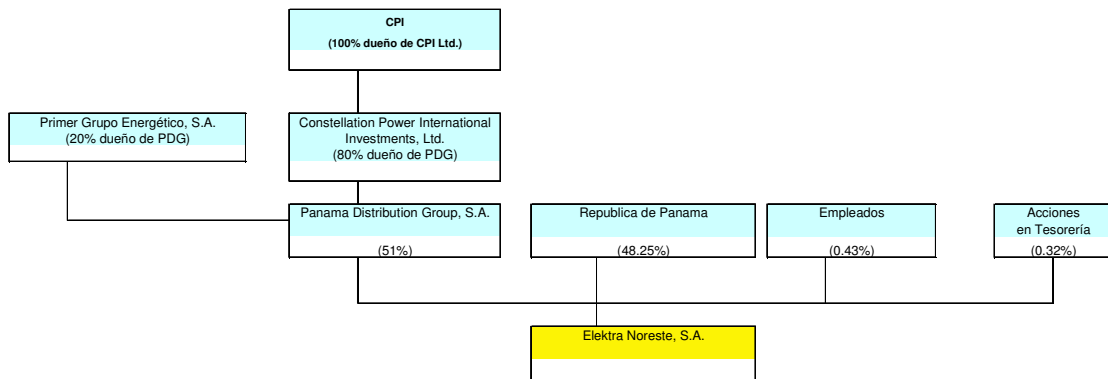 CPI
(100% dueño de CPI Ltd.)
Primer Grupo Energético, S.A.
(20% dueño de PDG)
Constellation Power International
Investments, Ltd.
(80% dueño de PDG)
Panama Distribution Group, S.A.
(51%)
Republica de Panama
(48.25%)
Empleados
(0.43%)
Acciones
en Tesorería
(0.32%)
Elektra Noreste, S.A.